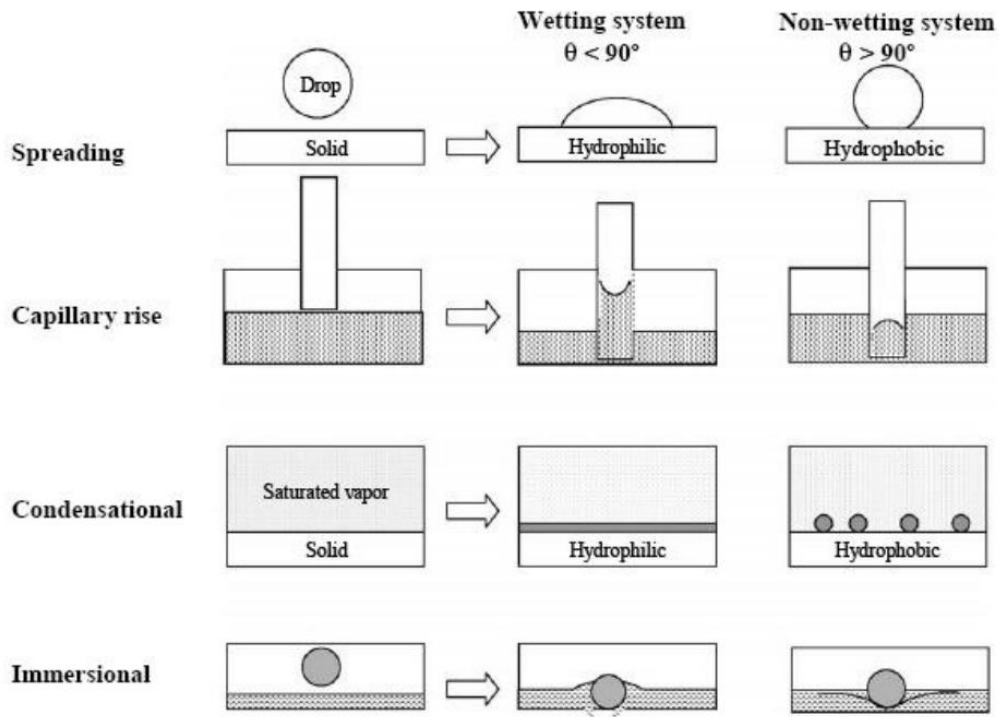 Wetting system
θ < 90°
Non-wetting system
θ > 90°
Spreading
Drop
Solid
Hydrophilic
Hydrophobic
Capillary rise
Condensational
Saturated vapor
Solid
Hydrophilic
Hydrophobic
Immersional